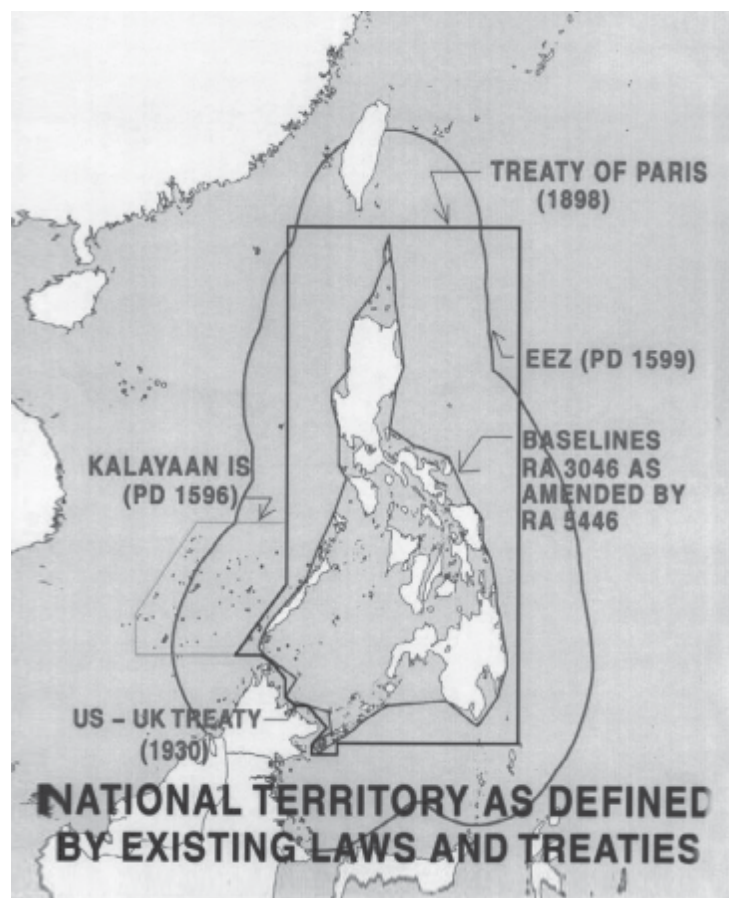 TREATY OF PARIS
(1898)
EEZ (PD 1599)
BASELINES
RA 3046 AS
AMENDED BY
RA 5446
KALAYAAN IS
(PD 1596)
US – UK TREATY
(1930)
NATIONAL TERRITORY AS DEFINED
BY EXISTING LAWS AND TREATIES